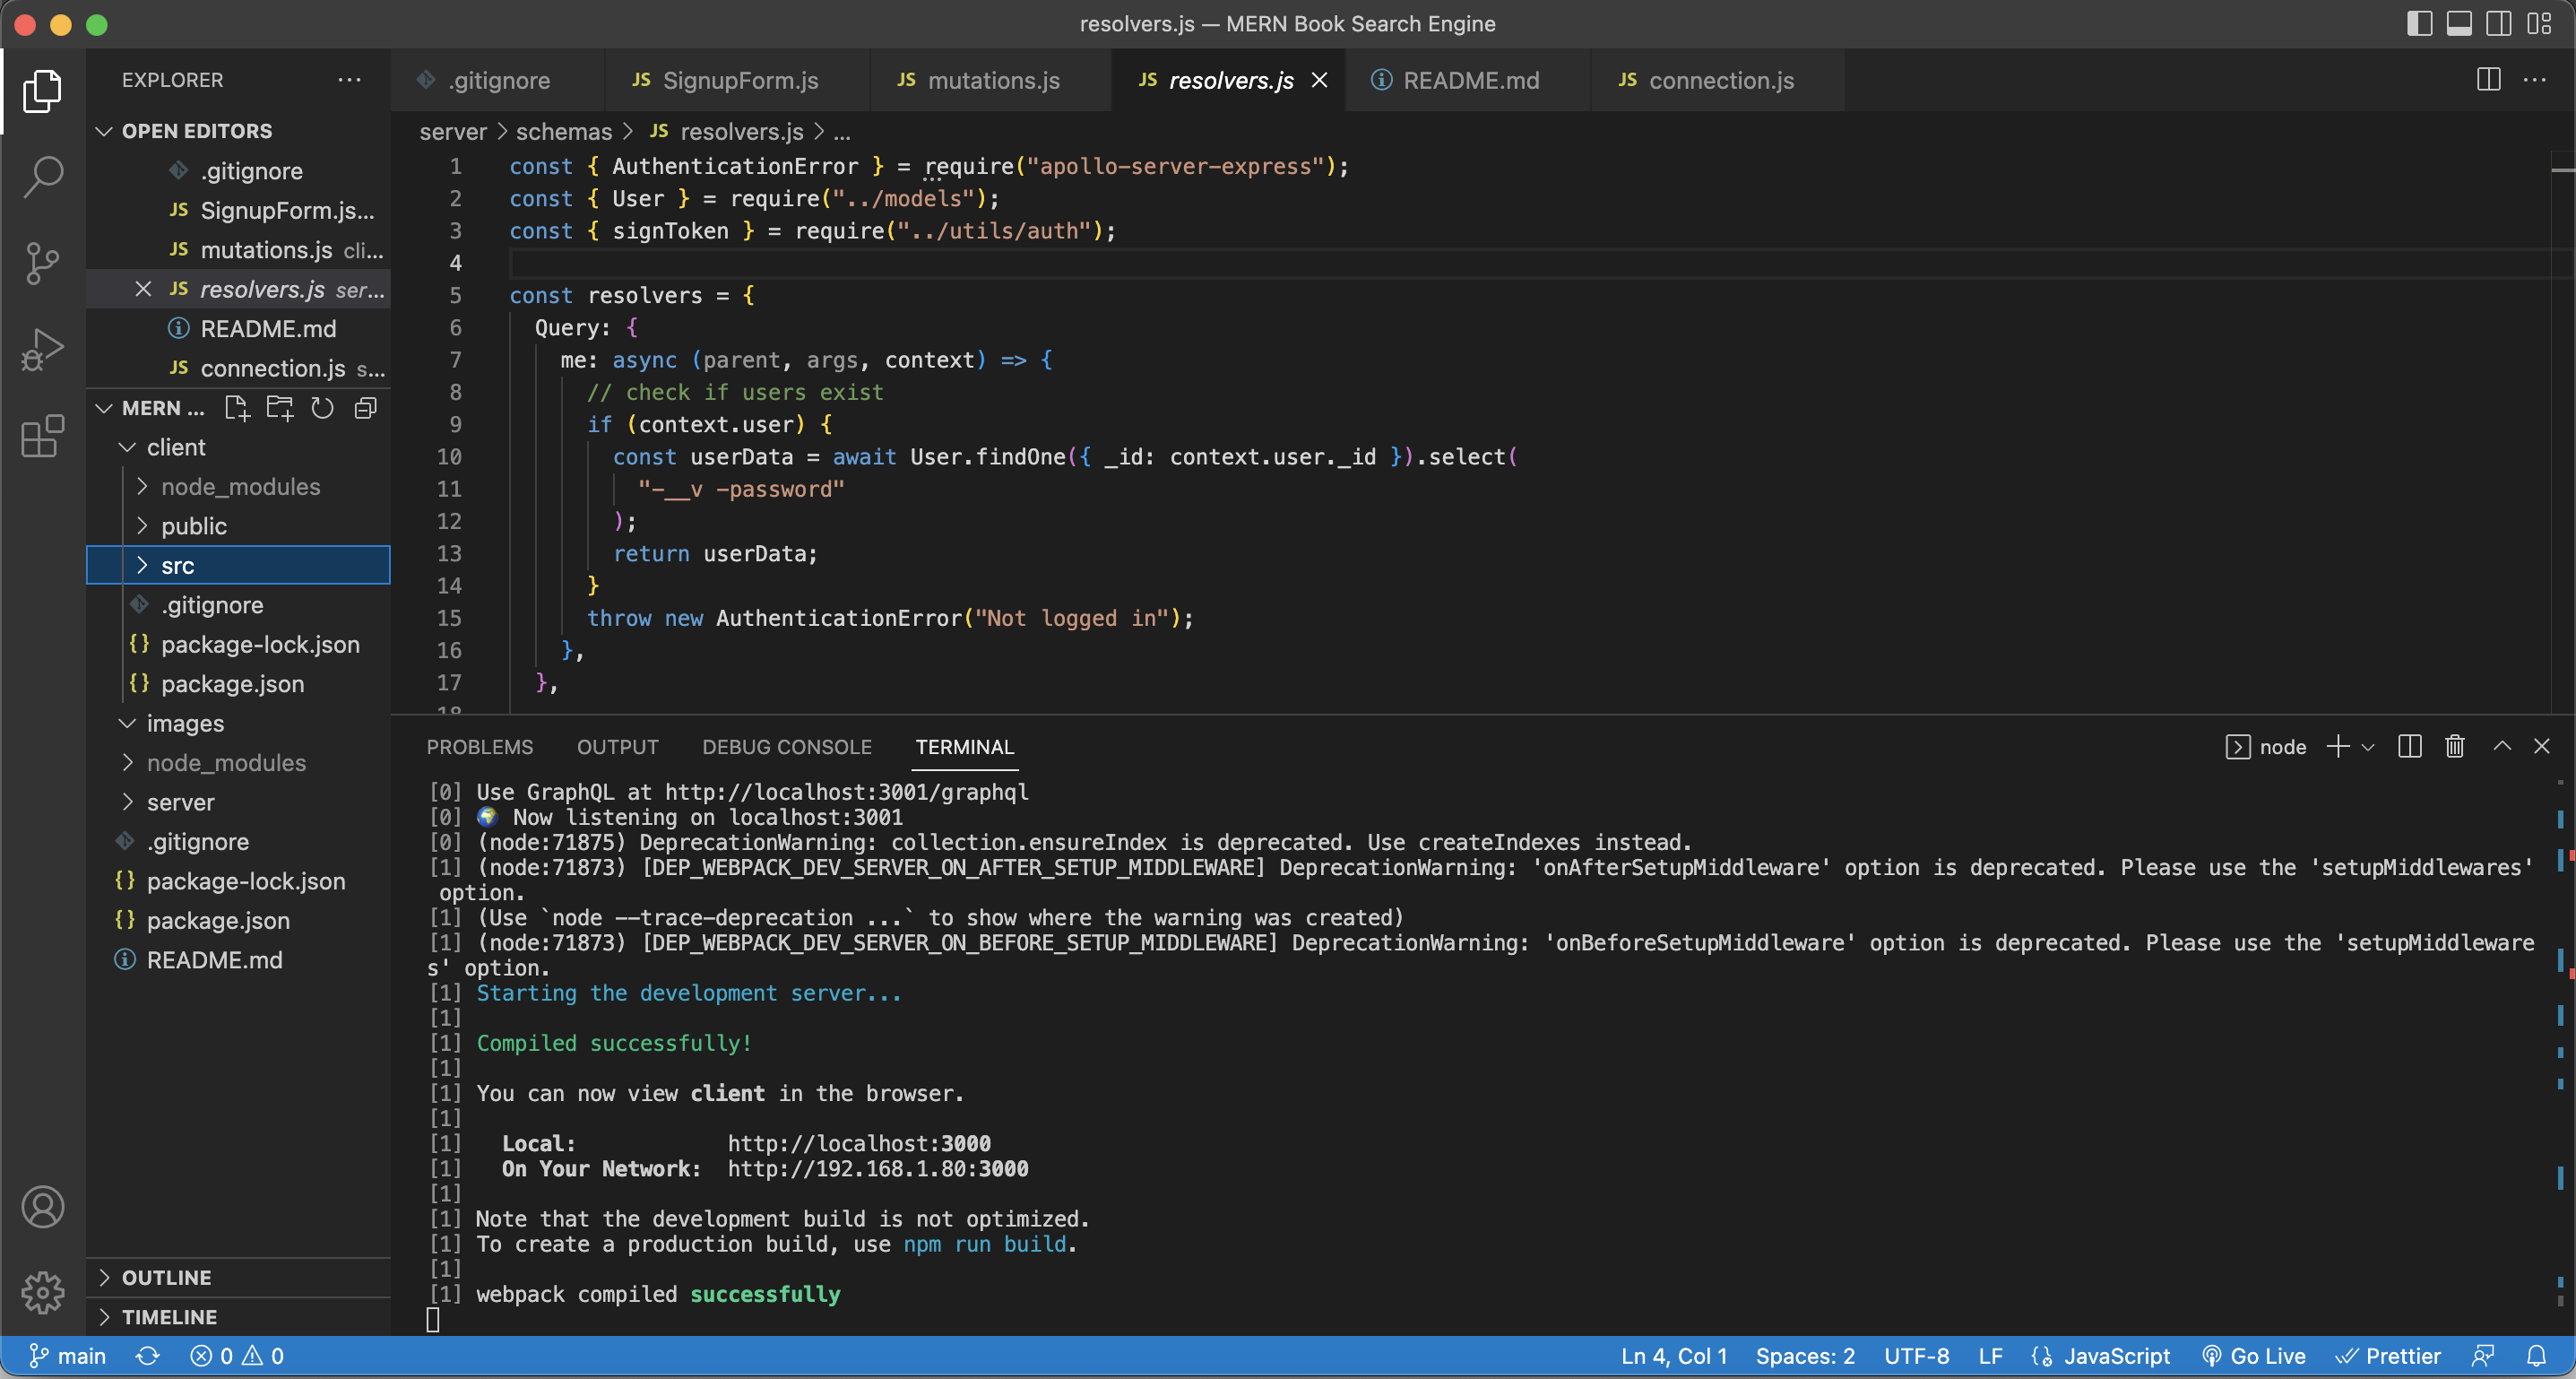 resolvers.js — MERN Book Search Engine
EXPLORER
OPEN EDITORS
.gitignore
SignupForm.js...
mutations.js cli...
resolvers.js ser...
README.md
connection.js s...
MERN ...
client
node_modules
public
src
.gitignore
package-lock.json
package.json
images
node_modules
server
.gitignore
package-lock.json
package.json
README.md
OUTLINE
TIMELINE
.gitignore
JS SignupForm.js
JS mutations.js
JS resolvers.js
README.md
JS connection.js
server > schemas > JS resolvers.js > ...
1 const { AuthenticationError } = require("apollo-server-express");
2 const { User } = require("../models");
3 const { signToken } = require("../utils/auth");
4
5 const resolvers = {
6 Query: {
7 me: async (parent, args, context) => {
8 // check if users exist
9 if (context.user) {
10 const userData = await User.findOne({ _id: context.user._id }).select(
11 "-__v -password"
12 );
13 return userData;
14 }
15 throw new AuthenticationError("Not logged in");
16 },
17 },
18
PROBLEMS OUTPUT DEBUG CONSOLE TERMINAL
node
[0] Use GraphQL at http://localhost:3001/graphql
[0] 🌍 Now listening on localhost:3001
[0] (node:71875) DeprecationWarning: collection.ensureIndex is deprecated. Use createIndexes instead.
[1] (node:71873) [DEP_WEBPACK_DEV_SERVER_ON_AFTER_SETUP_MIDDLEWARE] DeprecationWarning: 'onAfterSetupMiddleware' option is deprecated. Please use the 'setupMiddlewares'
option.
[1] (Use `node --trace-deprecation ...` to show where the warning was created)
[1] (node:71873) [DEP_WEBPACK_DEV_SERVER_ON_BEFORE_SETUP_MIDDLEWARE] DeprecationWarning: 'onBeforeSetupMiddleware' option is deprecated. Please use the 'setupMiddleware
s' option.
[1] Starting the development server...
[1]
[1] Compiled successfully!
[1]
[1] You can now view client in the browser.
[1]
[1] Local: http://localhost:3000
[1] On Your Network: http://192.168.1.80:3000
[1]
[1] Note that the development build is not optimized.
[1] To create a production build, use npm run build.
[1]
[1] webpack compiled successfully
main 0 0 Ln 4, Col 1 Spaces: 2 UTF-8 LF JavaScript Go Live Prettier